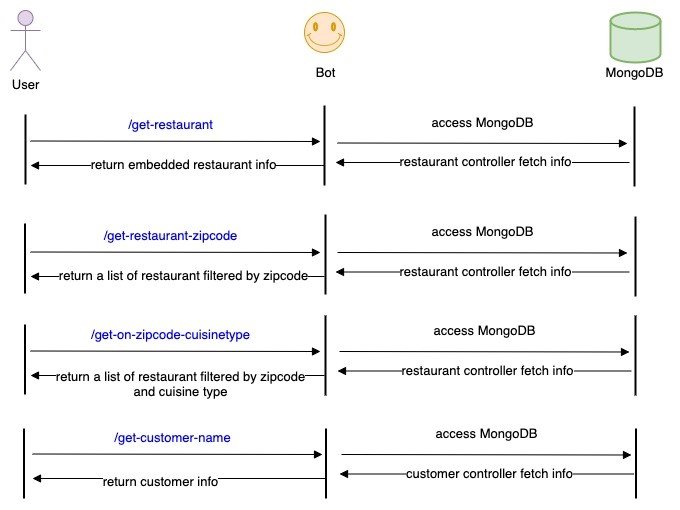 User
Bot
MongoDB
/get-restaurant
access MongoDB
return embedded restaurant info
restaurant controller fetch info
/get-restaurant-zipcode
access MongoDB
return a list of restaurant filtered by zipcode
restaurant controller fetch info
/get-on-zipcode-cuisinetype
access MongoDB
return a list of restaurant filtered by zipcode
and cuisine type
restaurant controller fetch info
/get-customer-name
access MongoDB
return customer info
customer controller fetch info